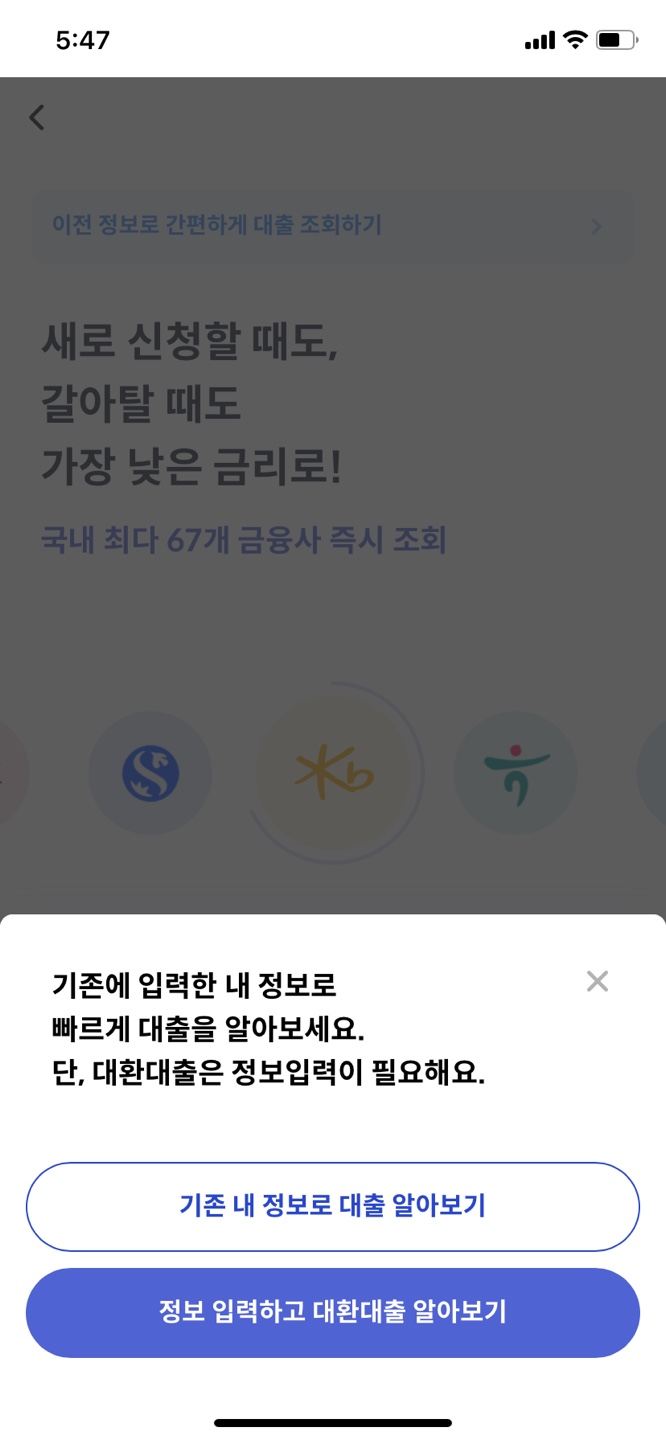 5:47
이전 정보로 간편하게 대출 조회하기
새로 신청할 때도,
갈아탈 때도
가장 낮은 금리로!
국내 최다 67개 금융사 즉시 조회
Kb
기존에 입력한 내 정보로
빠르게 대출을 알아보세요.
단, 대환대출은 정보입력이 필요해요.
기존 내 정보로 대출 알아보기
정보 입력하고 대환대출 알아보기